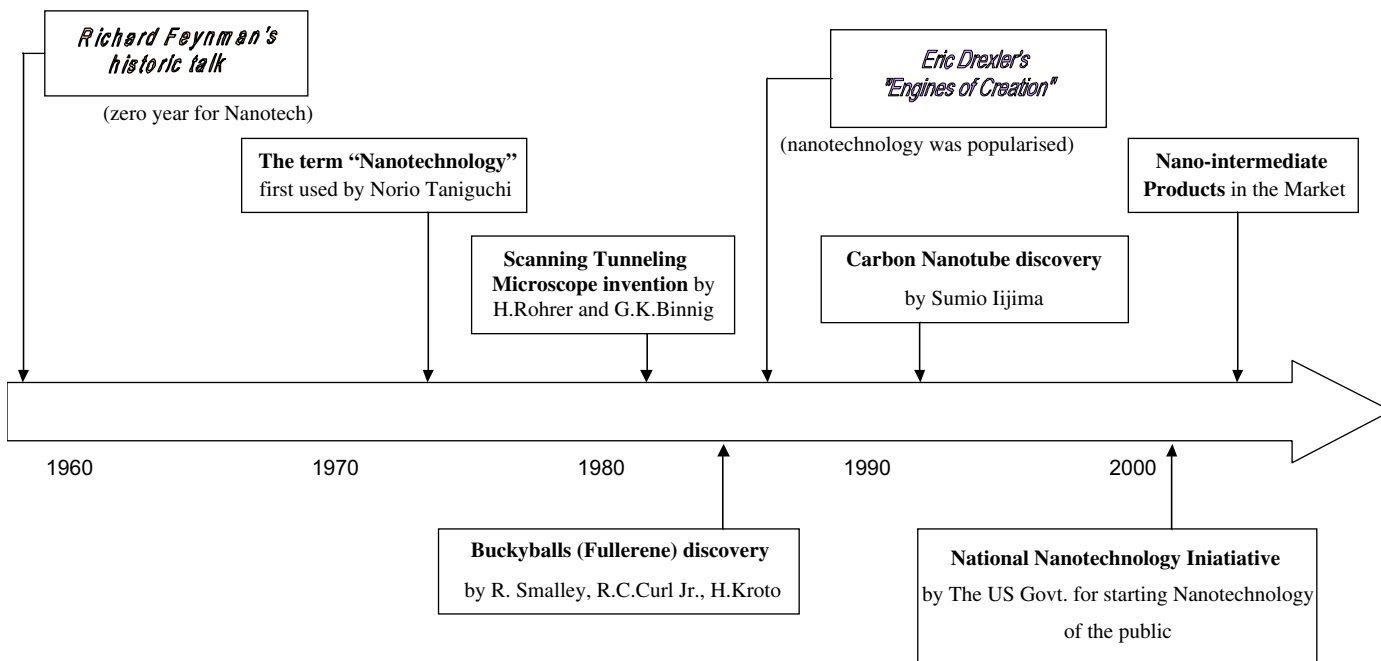 Richard Feynman's
historic talk
(zero year for Nanotech)
Eric Drexler's
"Engines of Creation"
(nanotechnology was popularised)
The term “Nanotechnology”
first used by Norio Taniguchi
Nano-intermediate
Products in the Market
Scanning Tunneling
Microscope invention by
H.Rohrer and G.K.Binnig
Carbon Nanotube discovery
by Sumio Iijima
1960
1970
1980
1990
2000
Buckyballs (Fullerene) discovery
by R. Smalley, R.C.Curl Jr., H.Kroto
National Nanotechnology Iniatiative
by The US Govt. for starting Nanotechnology
of the public